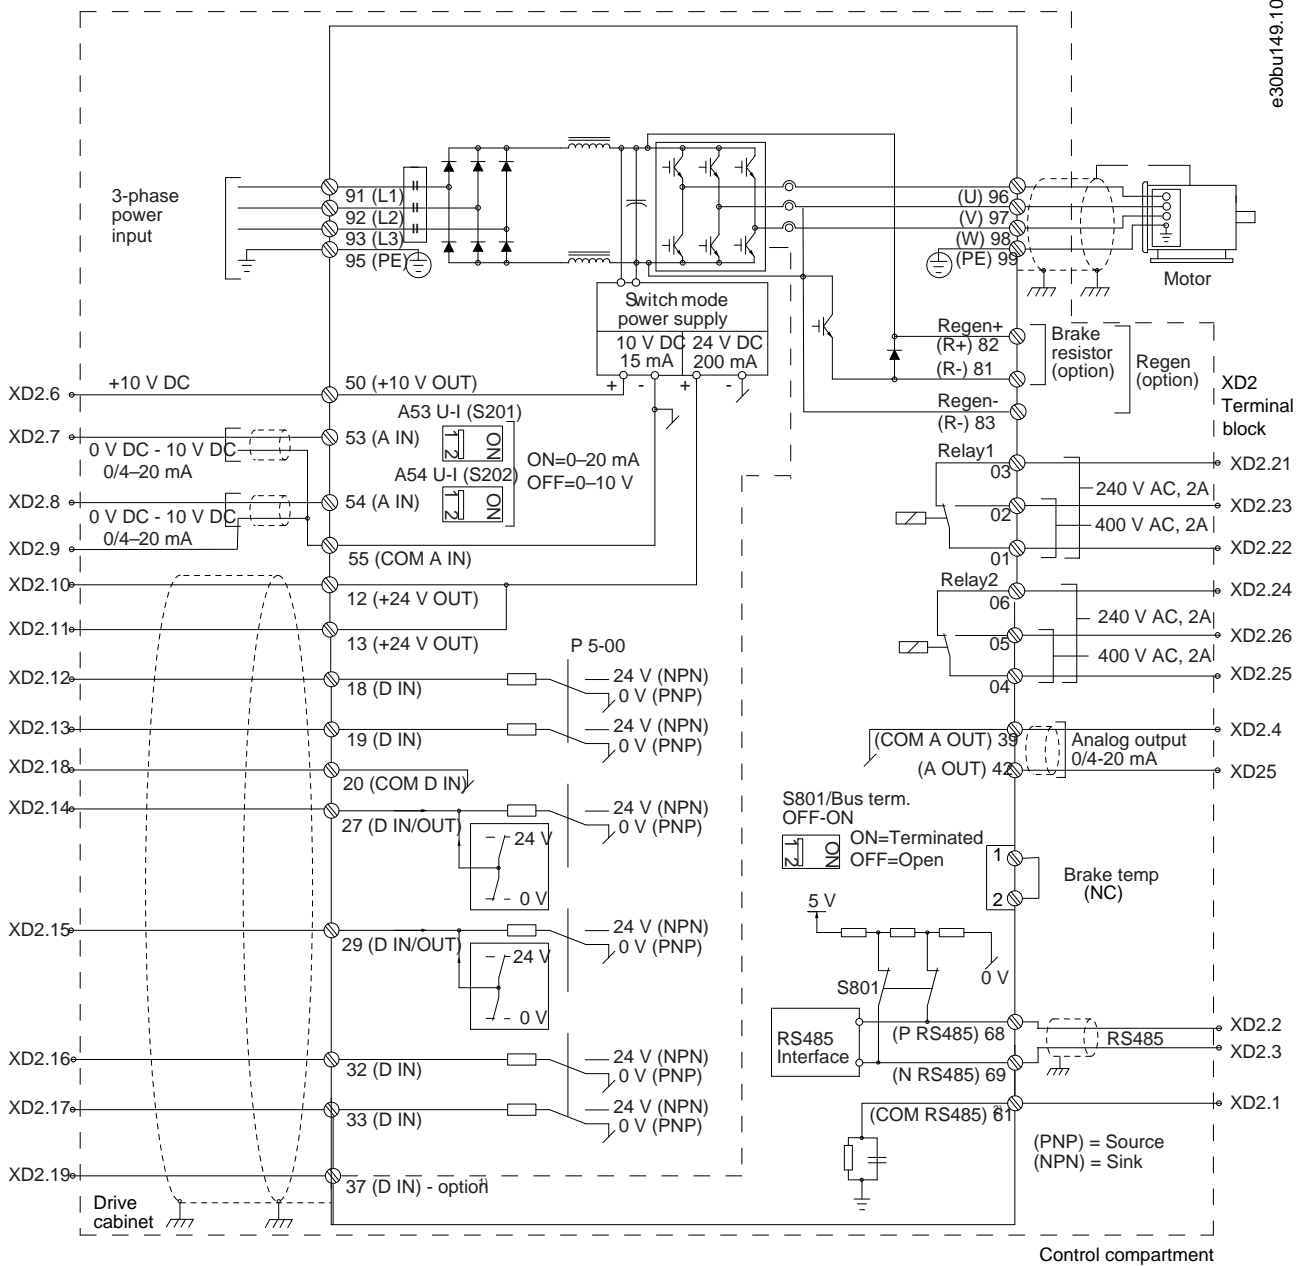 e30bu149.10
3-phase
power
input
91 (L1)
92 (L2)
93 (L3)
95 (PE)
(U) 96
(V) 97
(W) 98
(PE) 99
Motor
Switch mode
power supply
10 V DC
15 mA
24 V DC
200 mA
+ - + -
Regen+
(R+) 82
(R-) 81
Regen-
(R-) 83
Brake
resistor
(option)
Regen
(option)
XD2
Terminal
block
XD2.6
+10 V DC
50 (+10 V OUT)
A53 U-I (S201)
1 2
ON
XD2.7
53 (A IN)
0 V DC - 10 V DC
0/4–20 mA
A54 U-I (S202)
1 2
ON
ON=0–20 mA
OFF=0–10 V
XD2.8
54 (A IN)
0 V DC - 10 V DC
0/4–20 mA
XD2.9
55 (COM A IN)
XD2.10
12 (+24 V OUT)
XD2.11
13 (+24 V OUT)
P 5-00
XD2.12
18 (D IN)
24 V (NPN)
0 V (PNP)
XD2.13
19 (D IN)
24 V (NPN)
0 V (PNP)
XD2.18
20 (COM D IN)
XD2.14
27 (D IN/OUT)
24 V
0 V
24 V (NPN)
0 V (PNP)
XD2.15
29 (D IN/OUT)
24 V
0 V
24 V (NPN)
0 V (PNP)
XD2.16
32 (D IN)
24 V (NPN)
0 V (PNP)
XD2.17
33 (D IN)
24 V (NPN)
0 V (PNP)
XD2.19
37 (D IN) - option
Drive
cabinet
Relay1
03
02
01
240 V AC, 2A
400 V AC, 2A
XD2.21
XD2.23
XD2.22
Relay2
06
05
04
240 V AC, 2A
400 V AC, 2A
XD2.24
XD2.26
XD2.25
(COM A OUT) 39
(A OUT) 42
Analog output
0/4-20 mA
XD2.4
XD25
S801/Bus term.
OFF-ON
1 2
ON
ON=Terminated
OFF=Open
1
2
Brake temp
(NC)
5 V
0 V
S801
RS485
Interface
(P RS485) 68
(N RS485) 69
RS485
XD2.2
XD2.3
(COM RS485) 61
XD2.1
(PNP) = Source
(NPN) = Sink
Control compartment